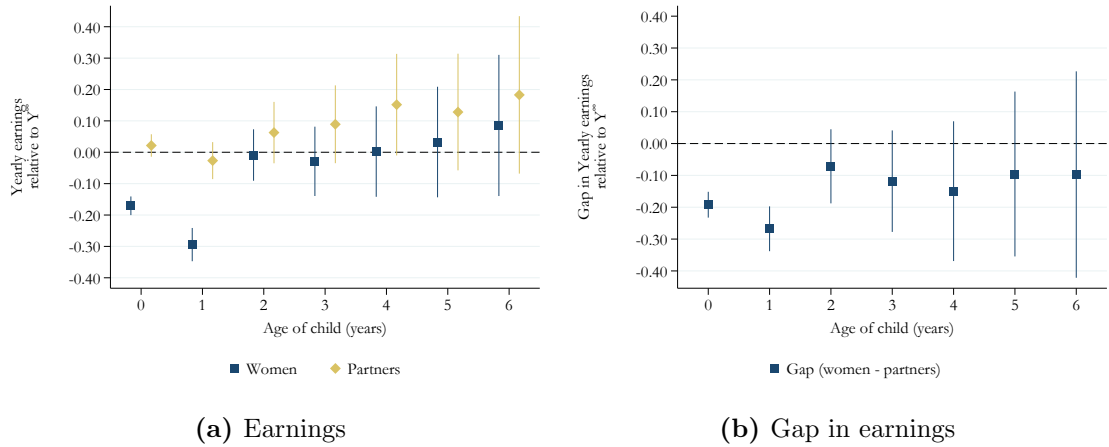 0.40
0.30
0.20
0.10
0.00
-0.10
-0.20
-0.30
-0.40
Yearly earnings
relative to Y∞
0 1 2 3 4 5 6
Age of child (years)
Women Partners
(a) Earnings
0.40
0.30
0.20
0.10
0.00
-0.10
-0.20
-0.30
-0.40
Gap in Yearly earnings
relative to Y∞
0 1 2 3 4 5 6
Age of child (years)
Gap (women - partners)
(b) Gap in earnings